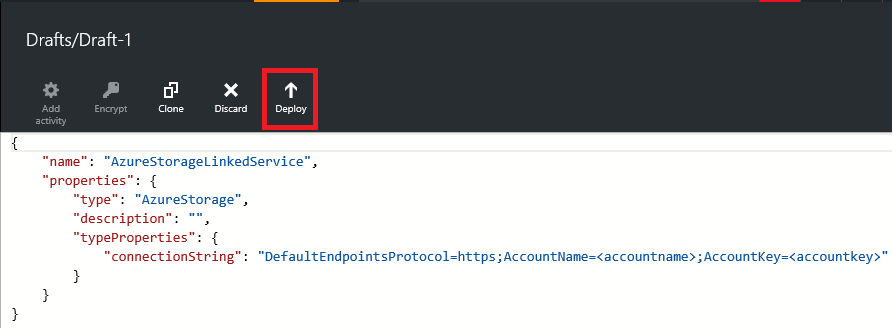 Drafts/Draft-1
Add activity
Encrypt
Clone
Discard
Deploy
{
    "name": "AzureStorageLinkedService",
    "properties": {
        "type": "AzureStorage",
        "description": "",
        "typeProperties": {
            "connectionString": "DefaultEndpointsProtocol=https;AccountName=<accountname>;AccountKey=<accountkey>"
        }
    }
}